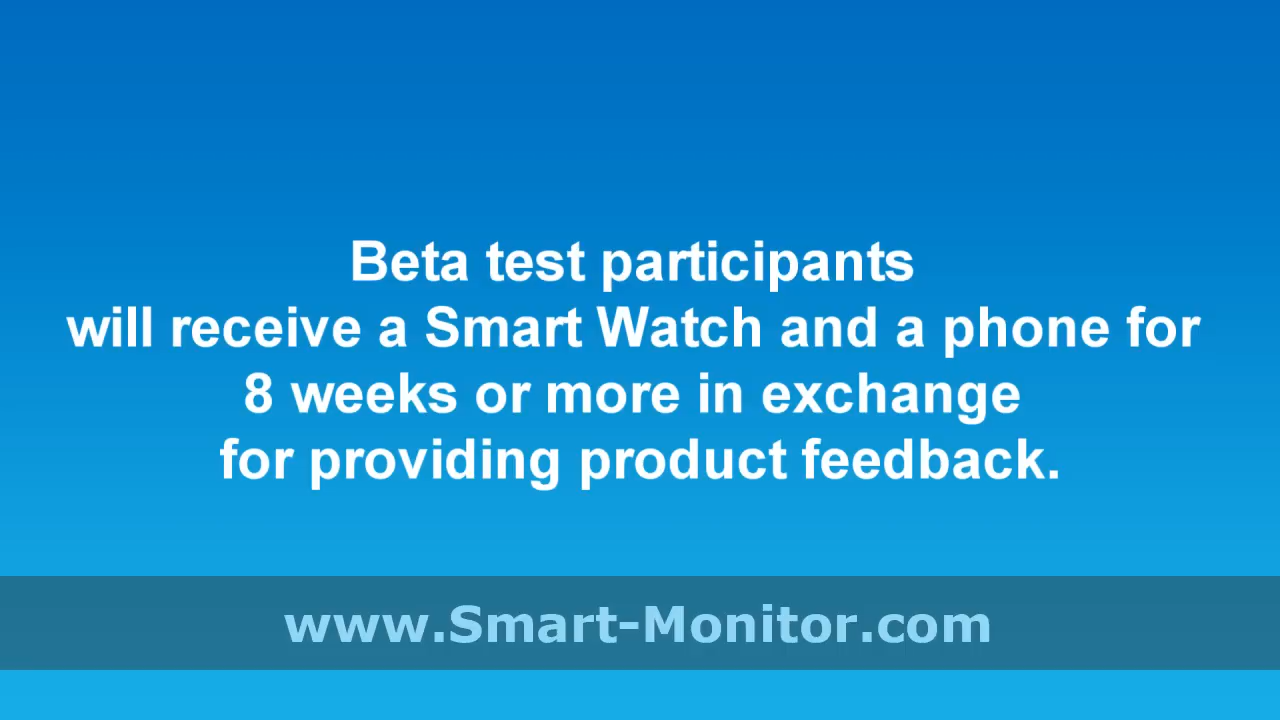 Beta test participants
will receive a Smart Watch and a phone for
8 weeks or more in exchange
for providing product feedback.
www.Smart-Monitor.com